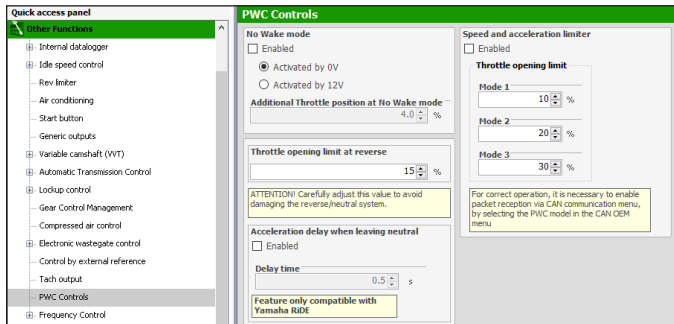 Quick access panel
Other Functions
Internal datalogger
Idle speed control
Rev limiter
Air conditioning
Start button
Generic outputs
Variable camshaft (VVT)
Automatic Transmission Control
Lockup control
Gear Control Management
Compressed air control
Electronic wastegate control
Control by external reference
Tach output
PWC Controls
Frequency Control
PWC Controls
No Wake mode
Enabled
Activated by 0V
Activated by 12V
Additional Throttle position at No Wake mode
4.0 %
Throttle opening limit at reverse
15 %
ATTENTION! Carefully adjust this value to avoid
damaging the reverse/neutral system.
Acceleration delay when leaving neutral
Enabled
Delay time
0.5 s
Feature only compatible with
Yamaha RiDE
Speed and acceleration limiter
Enabled
Throttle opening limit
Mode 1
10 %
Mode 2
20 %
Mode 3
30 %
For correct operation, it is necessary to enable
packet reception via CAN communication menu,
by selecting the PWC model in the CAN OEM
menu